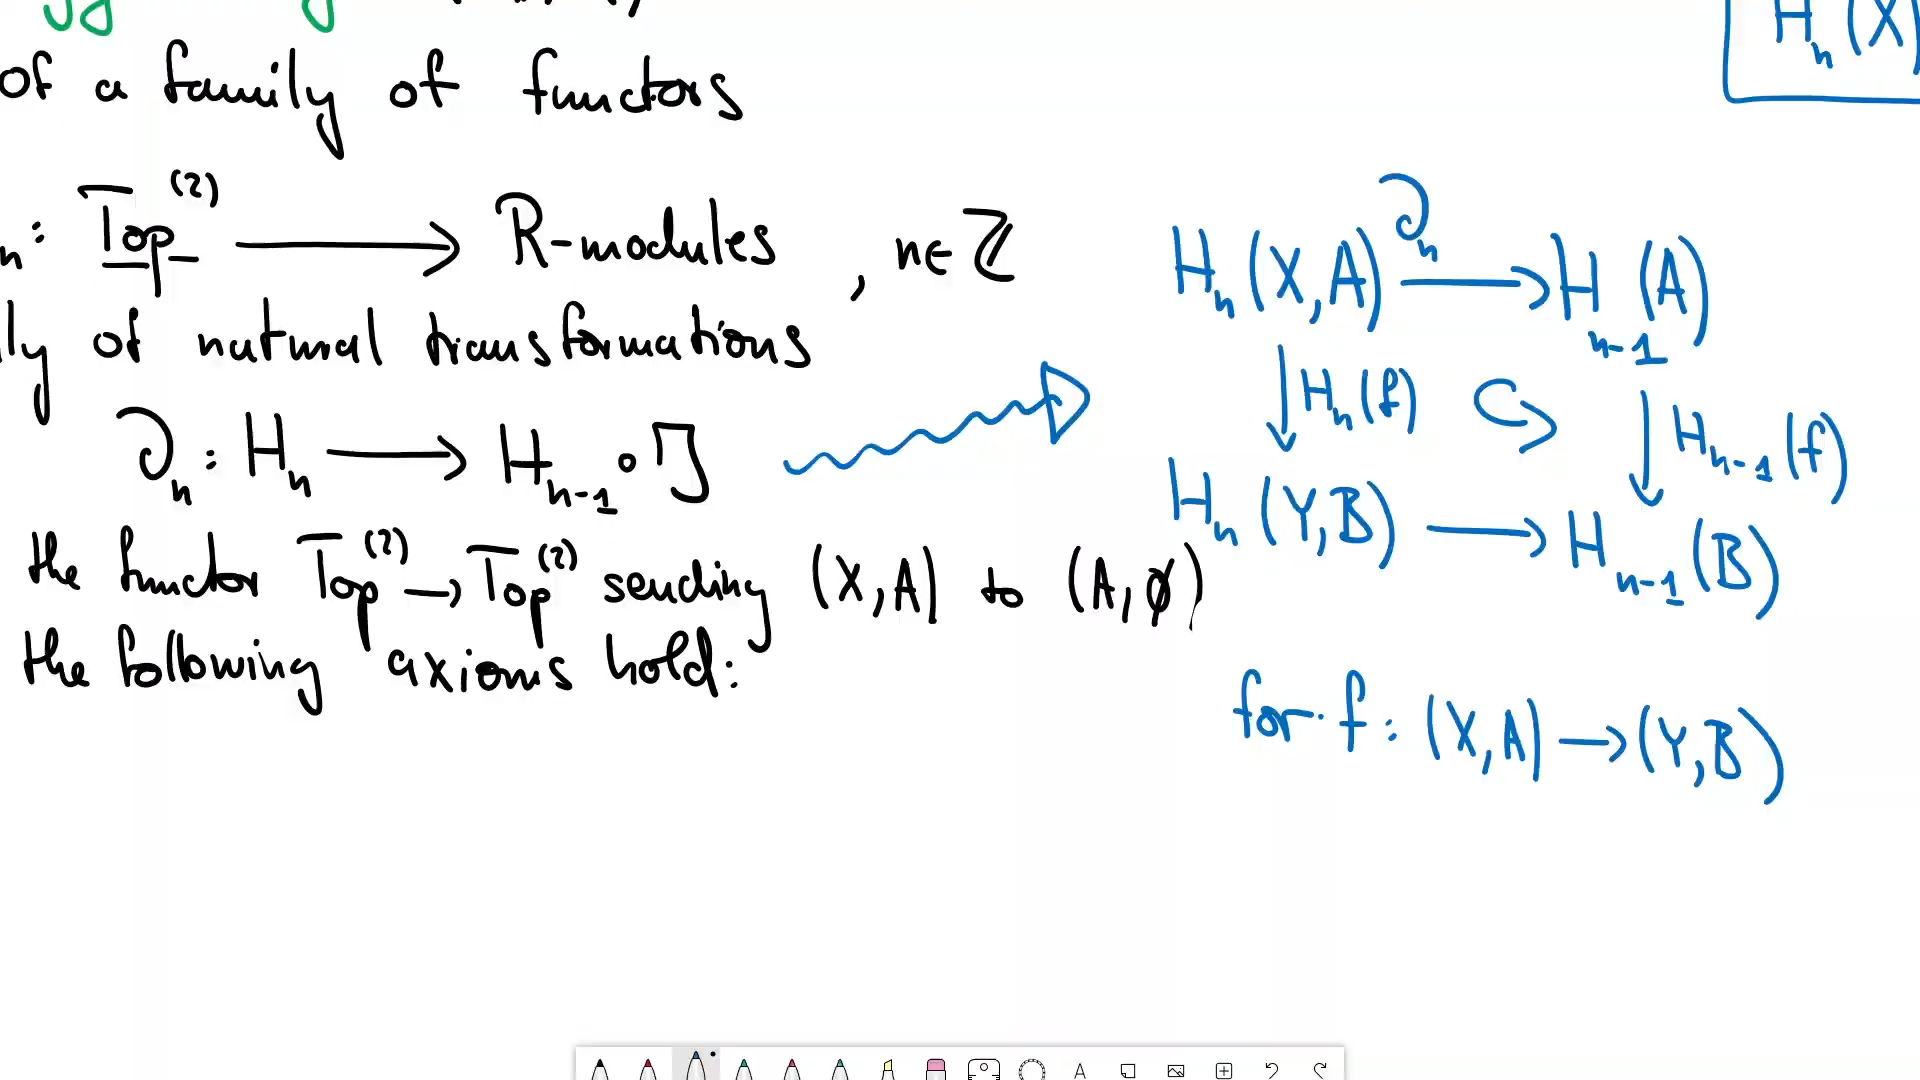 of a family of functors
n : Top^(2) ⟶ R-modules , n∈ℤ
ly of natural transformations
∂_n : H_n ⟶ H_{n-1} ∘
the functor Top^(2) → Top^(2) sending (X,A) to (A,∅)
the following axioms hold:
H_n (X)
H_n (X,A) ∂_n ⟶ H_{n-1} (A)
↓ H_n (f) ↓ H_{n-1} (f)
H_n (Y,B) ⟶ H_{n-1} (B)
for f : (X,A) → (Y,B)